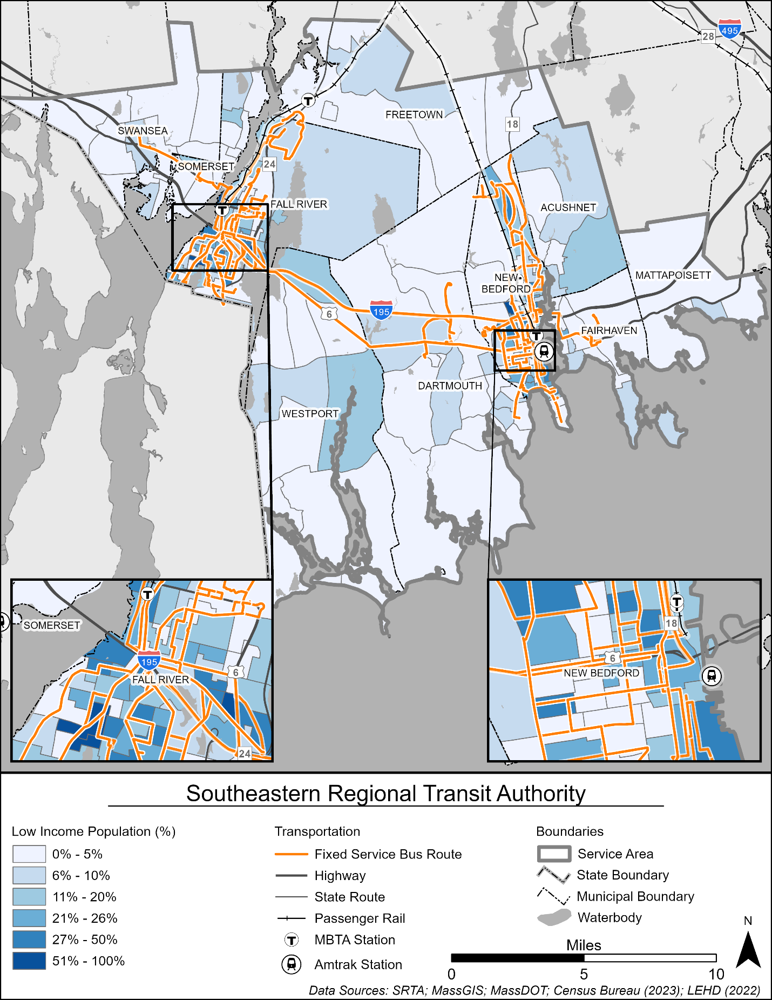 495
28
FREETOWN
18
SWANSEA
24
SOMERSET
FALL RIVER
ACUSHNET
MATTAPOISETT
NEW
BEDFORD
195
6
FAIRHAVEN
T
T
T
DARTMOUTH
WESTPORT
T
SOMERSET
195
FALL RIVER
6
24
T
18
6
NEW BEDFORD
Southeastern Regional Transit Authority
Low Income Population (%)
0% - 5%
6% - 10%
11% - 20%
21% - 26%
27% - 50%
51% - 100%
Transportation
Fixed Service Bus Route
Highway
State Route
Passenger Rail
T MBTA Station
Amtrak Station
Boundaries
Service Area
State Boundary
Municipal Boundary
Waterbody
N
Miles
0 5 10
Data Sources: SRTA; MassGIS; MassDOT; Census Bureau (2023); LEHD (2022)